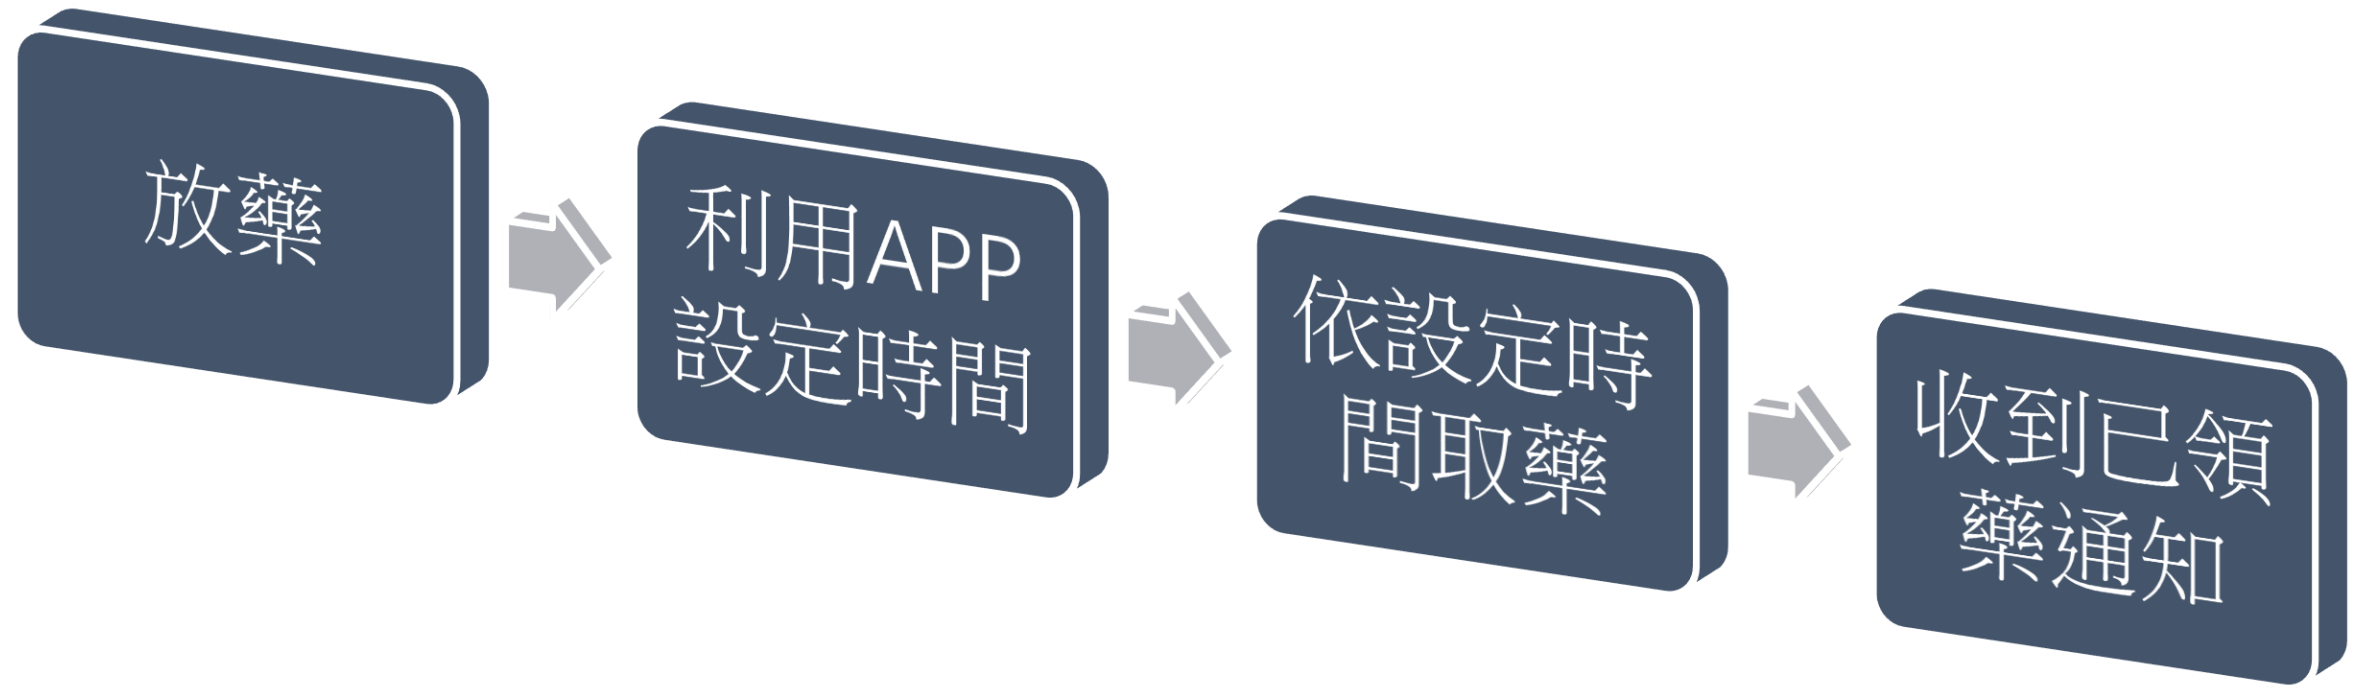 放藥
利用APP
設定時間
依設定時
間取藥
收到已領
藥通知